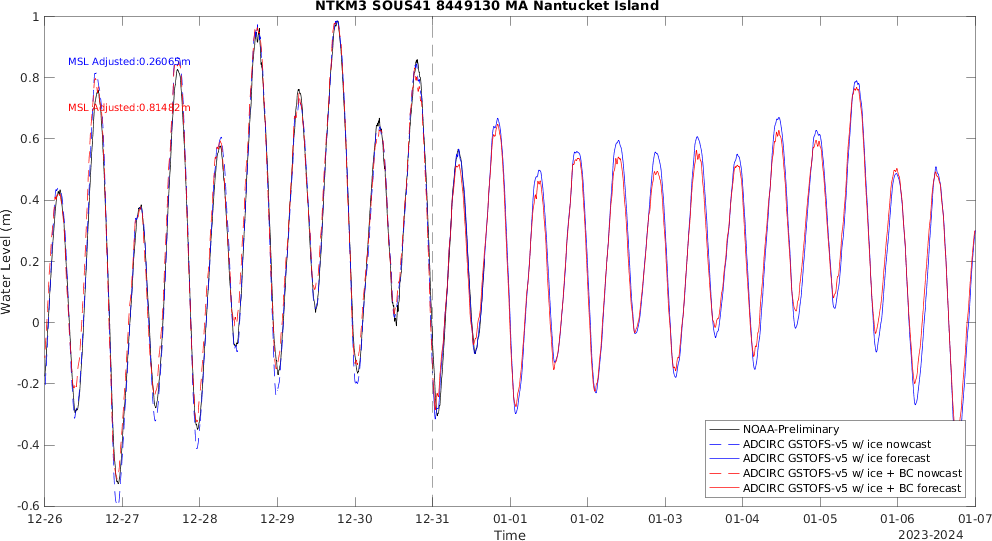 NTKM3 SOUS41 8449130 MA Nantucket Island
1
MSL Adjusted:0.26065m
0.8
MSL Adjusted:0.81482m
0.6
0.4
Water Level (m)
0.2
0
-0.2
-0.4
-0.6
NOAA-Preliminary
ADCIRC GSTOFS-v5 w/ ice nowcast
ADCIRC GSTOFS-v5 w/ ice forecast
ADCIRC GSTOFS-v5 w/ ice + BC nowcast
ADCIRC GSTOFS-v5 w/ ice + BC forecast
12-26 12-27 12-28 12-29 12-30 12-31 01-01 01-02 01-03 01-04 01-05 01-06 01-07
Time
2023-2024